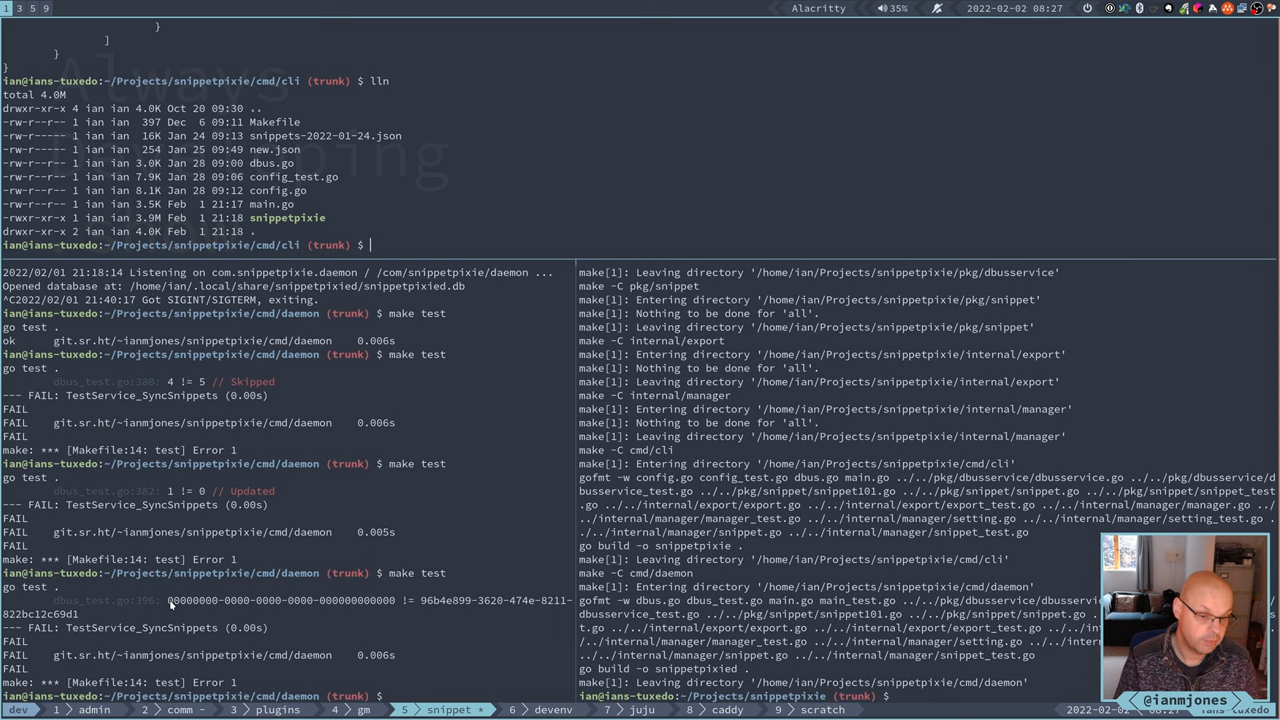 1 3 5 9
Alacritty
35%
2022-02-02 08:27
}
]
}
}
ian@ians-tuxedo:~/Projects/snippetpixie/cmd/cli (trunk) $ lln
total 4.0M
drwxr-xr-x 4 ian ian 4.0K Oct 20 09:30 ..
-rw-r--r-- 1 ian ian  397 Dec  6 09:11 Makefile
-rw-r----- 1 ian ian  16K Jan 24 09:13 snippets-2022-01-24.json
-rw-r----- 1 ian ian  254 Jan 25 09:49 new.json
-rw-r--r-- 1 ian ian 3.0K Jan 28 09:00 dbus.go
-rw-r--r-- 1 ian ian 7.9K Jan 28 09:06 config_test.go
-rw-r--r-- 1 ian ian 8.1K Jan 28 09:12 config.go
-rw-r--r-- 1 ian ian 3.5K Feb  1 21:17 main.go
-rwxr-xr-x 1 ian ian 3.9M Feb  1 21:18 snippetpixie
drwxr-xr-x 2 ian ian 4.0K Feb  1 21:18 .
ian@ians-tuxedo:~/Projects/snippetpixie/cmd/cli (trunk) $
2022/02/01 21:18:14 Listening on com.snippetpixie.daemon / /com/snippetpixie/daemon ...
Opened database at: /home/ian/.local/share/snippetpixied/snippetpixied.db
^C2022/02/01 21:40:17 Got SIGINT/SIGTERM, exiting.
ian@ians-tuxedo:~/Projects/snippetpixie/cmd/daemon (trunk) $ make test
go test .
ok      git.sr.ht/~ianmjones/snippetpixie/cmd/daemon    0.006s
ian@ians-tuxedo:~/Projects/snippetpixie/cmd/daemon (trunk) $ make test
go test .
dbus_test.go:380: 4 != 5 // Skipped
--- FAIL: TestService_SyncSnippets (0.00s)
FAIL
FAIL    git.sr.ht/~ianmjones/snippetpixie/cmd/daemon    0.006s
FAIL
make: *** [Makefile:14: test] Error 1
ian@ians-tuxedo:~/Projects/snippetpixie/cmd/daemon (trunk) $ make test
go test .
dbus_test.go:382: 1 != 0 // Updated
--- FAIL: TestService_SyncSnippets (0.00s)
FAIL
FAIL    git.sr.ht/~ianmjones/snippetpixie/cmd/daemon    0.005s
FAIL
make: *** [Makefile:14: test] Error 1
ian@ians-tuxedo:~/Projects/snippetpixie/cmd/daemon (trunk) $ make test
go test .
dbus_test.go:396: 00000000-0000-0000-0000-000000000000 != 96b4e899-3620-474e-8211-
822bc12c69d1
--- FAIL: TestService_SyncSnippets (0.00s)
FAIL
FAIL    git.sr.ht/~ianmjones/snippetpixie/cmd/daemon    0.006s
FAIL
make: *** [Makefile:14: test] Error 1
ian@ians-tuxedo:~/Projects/snippetpixie/cmd/daemon (trunk) $
make[1]: Leaving directory '/home/ian/Projects/snippetpixie/pkg/dbusservice'
make -C pkg/snippet
make[1]: Entering directory '/home/ian/Projects/snippetpixie/pkg/snippet'
make[1]: Nothing to be done for 'all'.
make[1]: Leaving directory '/home/ian/Projects/snippetpixie/pkg/snippet'
make -C internal/export
make[1]: Entering directory '/home/ian/Projects/snippetpixie/internal/export'
make[1]: Nothing to be done for 'all'.
make[1]: Leaving directory '/home/ian/Projects/snippetpixie/internal/export'
make -C internal/manager
make[1]: Entering directory '/home/ian/Projects/snippetpixie/internal/manager'
make[1]: Nothing to be done for 'all'.
make[1]: Leaving directory '/home/ian/Projects/snippetpixie/internal/manager'
make -C cmd/cli
make[1]: Entering directory '/home/ian/Projects/snippetpixie/cmd/cli'
gofmt -w config.go config_test.go dbus.go main.go ../../pkg/dbusservice/dbusservice.go ../../pkg/dbusservice/d
busservice_test.go ../../pkg/snippet/snippet101.go ../../pkg/snippet/snippet.go ../../pkg/snippet/snippet_test
.go ../../internal/export/export.go ../../internal/export/export_test.go ../../internal/manager/manager.go ../
../internal/manager/manager_test.go ../../internal/manager/setting.go ../../internal/manager/setting_test.go .
./../internal/manager/snippet.go ../../internal/manager/snippet_test.go
go build -o snippetpixie .
make[1]: Leaving directory '/home/ian/Projects/snippetpixie/cmd/cli'
make -C cmd/daemon
make[1]: Entering directory '/home/ian/Projects/snippetpixie/cmd/daemon'
gofmt -w dbus.go dbus_test.go main.go main_test.go ../../pkg/dbusservice/dbusserv
dbusservice_test.go ../../pkg/snippet/snippet101.go ../../pkg/snippet/snippet.go
t.go ../../internal/export/export.go ../../internal/export/export_test.go ../../i
/../internal/manager/manager_test.go ../../internal/manager/setting.go ../../inte
../../internal/manager/snippet.go ../../internal/manager/snippet_test.go
go build -o snippetpixied .
make[1]: Leaving directory '/home/ian/Projects/snippetpixie/cmd/daemon'
ian@ians-tuxedo:~/Projects/snippetpixie (trunk) $
@ianmjones
dev 1 admin 2 comm - 3 plugins 4 gm 5 snippet * 6 devenv 7 juju 8 caddy 9 scratch 2022-02-02